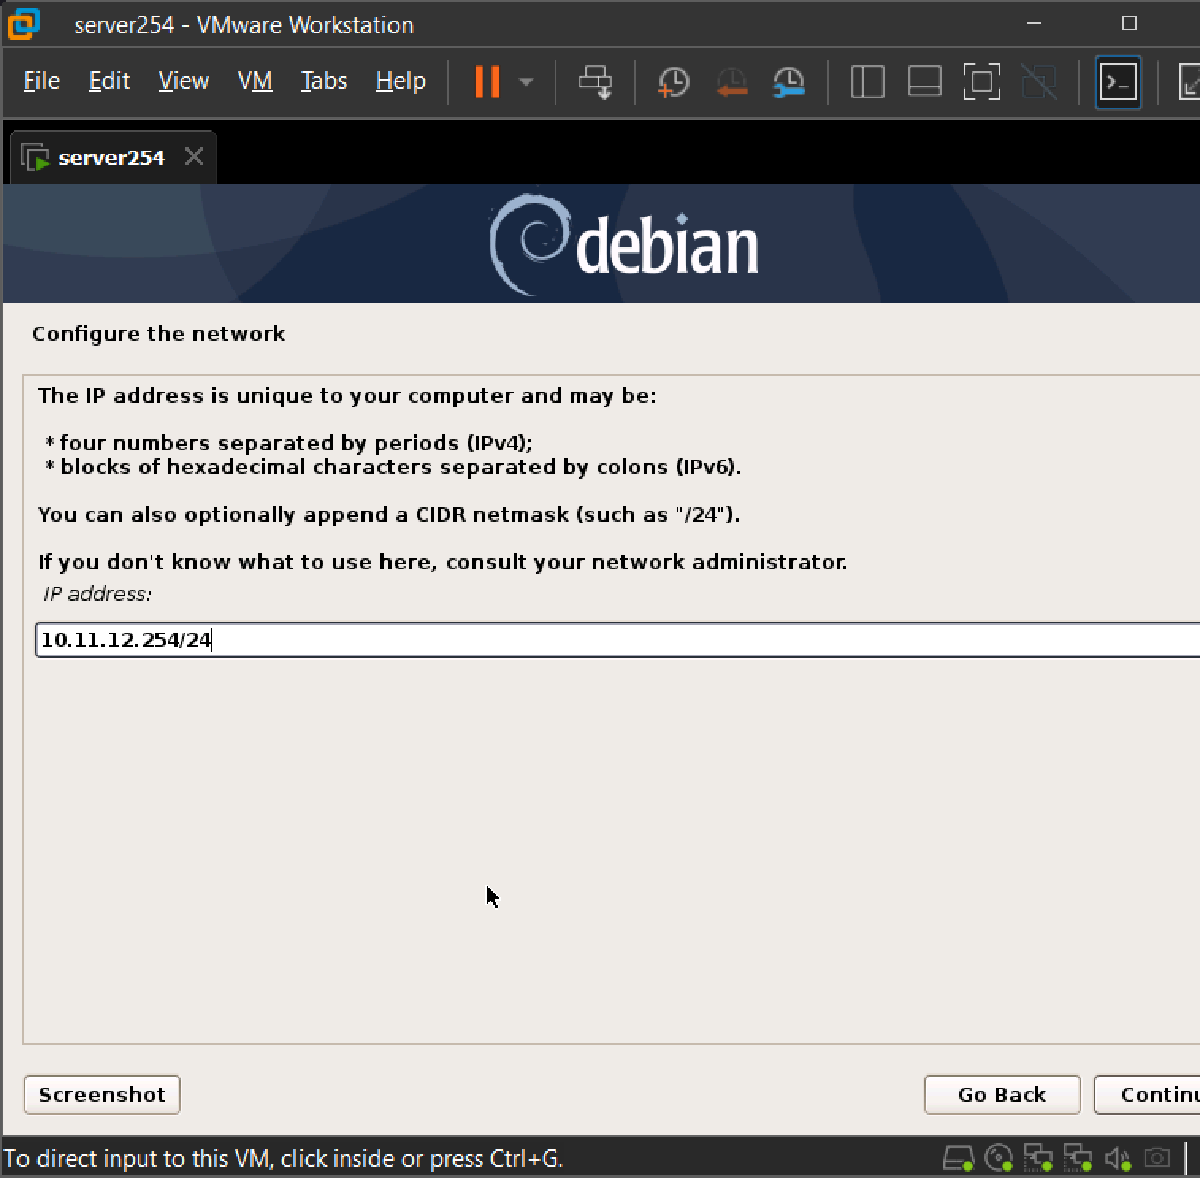 server254 - VMware Workstation
File Edit View VM Tabs Help
server254
debian
Configure the network
The IP address is unique to your computer and may be:
* four numbers separated by periods (IPv4);
* blocks of hexadecimal characters separated by colons (IPv6).
You can also optionally append a CIDR netmask (such as "/24").
If you don't know what to use here, consult your network administrator.
IP address:
10.11.12.254/24
Screenshot Go Back Continu
To direct input to this VM, click inside or press Ctrl+G.